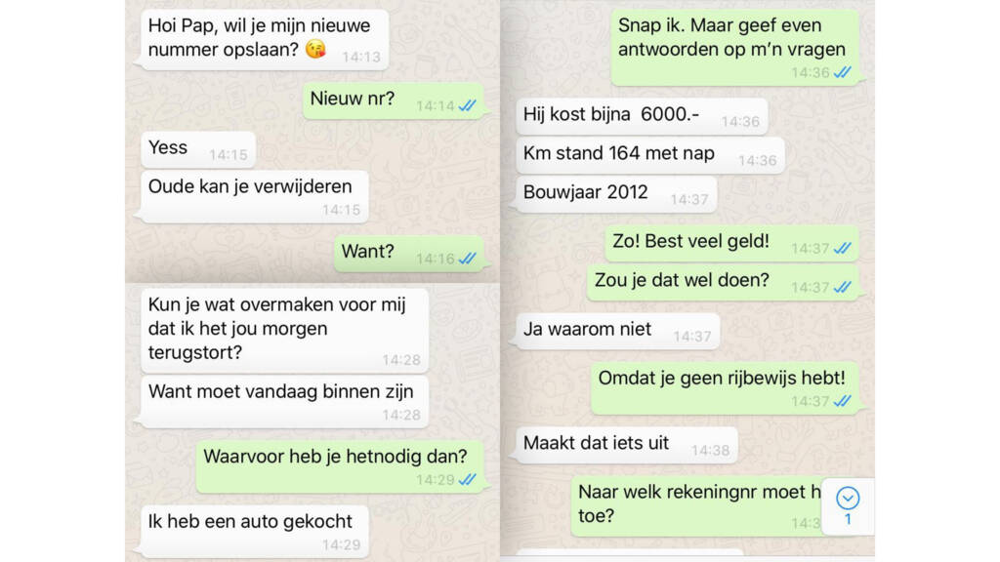 Hoi Pap, wil je mijn nieuwe
nummer opslaan? 😘 14:13
Nieuw nr? 14:14
Yess 14:15
Oude kan je verwijderen
14:15
Want? 14:16
Kun je wat overmaken voor mij
dat ik het jou morgen
terugstort? 14:28
Want moet vandaag binnen zijn
14:28
Waarvoor heb je hetnodig dan?
14:29
Ik heb een auto gekocht
14:29
Snap ik. Maar geef even
antwoorden op m’n vragen
14:36
Hij kost bijna 6000.- 14:36
Km stand 164 met nap 14:36
Bouwjaar 2012 14:37
Zo! Best veel geld! 14:37
Zou je dat wel doen? 14:37
Ja waarom niet 14:37
Omdat je geen rijbewijs hebt!
14:37
Maakt dat iets uit 14:38
Naar welk rekeningnr moet h
toe? 14:3
1